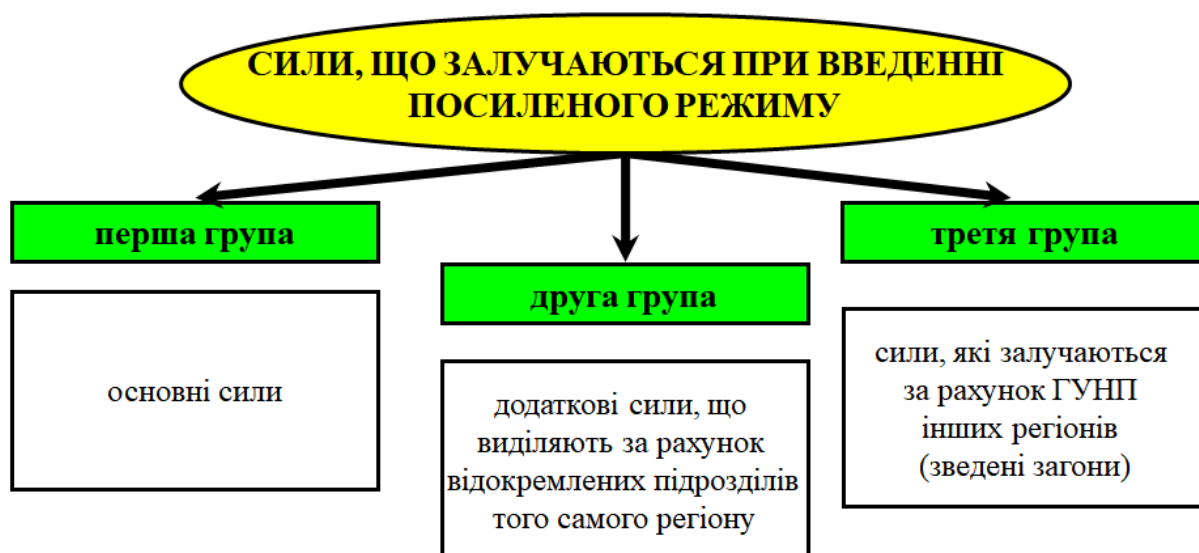 СИЛИ, ЩО ЗАЛУЧАЮТЬСЯ ПРИ ВВЕДЕННІ
ПОСИЛЕНОГО РЕЖИМУ
перша група
основні сили
друга група
додаткові сили, що
виділяють за рахунок
відокремлених підрозділів
того самого регіону
третя група
сили, які залучаються
за рахунок ГУНП
інших регіонів
(зведені загони)